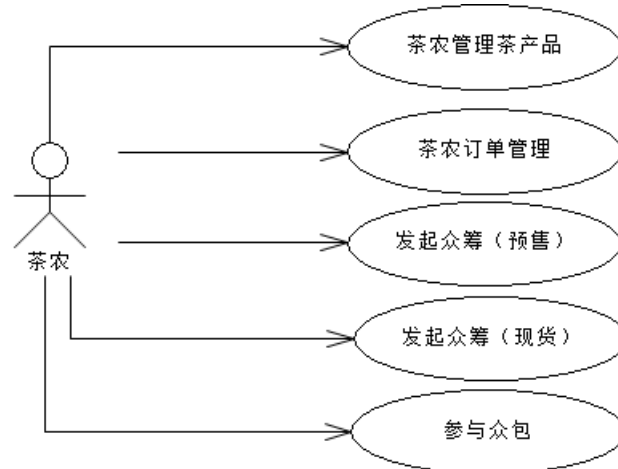 茶农管理茶产品
茶农订单管理
发起众筹（预售）
茶农
发起众筹（现货）
参与众包